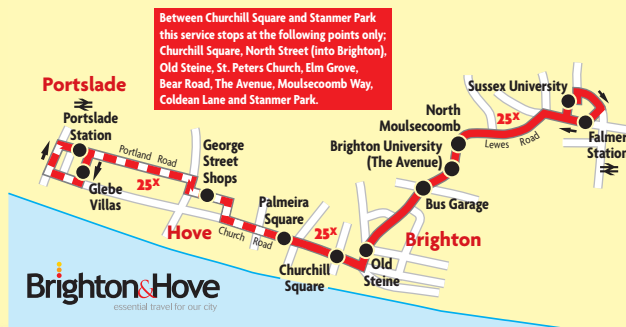 Between Churchill Square and Stanmer Park
this service stops at the following points only;
Churchill Square, North Street (into Brighton),
Old Steine, St. Peters Church, Elm Grove,
Bear Road, The Avenue, Moulsecoomb Way,
Coldean Lane and Stanmer Park.
Portslade
Portslade
Station
Portland Road
25X
Glebe
Villas
George
Street
Shops
Hove
Church Road
Palmeira
Square
25X
Churchill
Square
Old
Steine
Brighton
Bus Garage
Brighton University
(The Avenue)
North
Moulsecoomb
25X
Lewes Road
Sussex University
Falmer
Station
Brighton&Hove
essential travel for our city